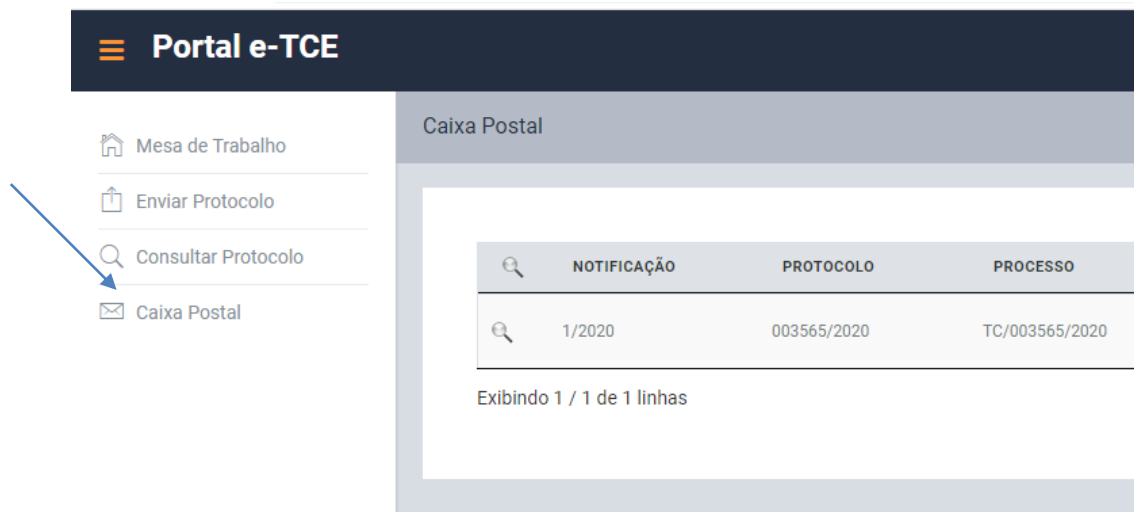 Portal e-TCE
Mesa de Trabalho
Enviar Protocolo
Consultar Protocolo
Caixa Postal
Caixa Postal
NOTIFICAÇÃO PROTOCOLO PROCESSO
1/2020 003565/2020 TC/003565/2020
Exibindo 1 / 1 de 1 linhas